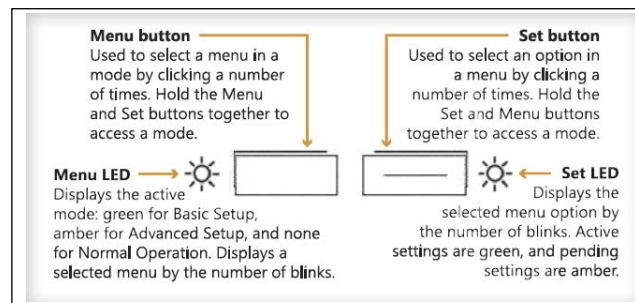 Menu button
Used to select a menu in a
mode by clicking a number
of times. Hold the Menu
and Set buttons together to
access a mode.
Set button
Used to select an option in
a menu by clicking a
number of times. Hold the
Set and Menu buttons
together to access a mode.
Menu LED
Displays the active
mode: green for Basic Setup,
amber for Advanced Setup, and none
for Normal Operation. Displays a
selected menu by the number of blinks.
Set LED
Displays the
selected menu option by
the number of blinks. Active
settings are green, and pending
settings are amber.